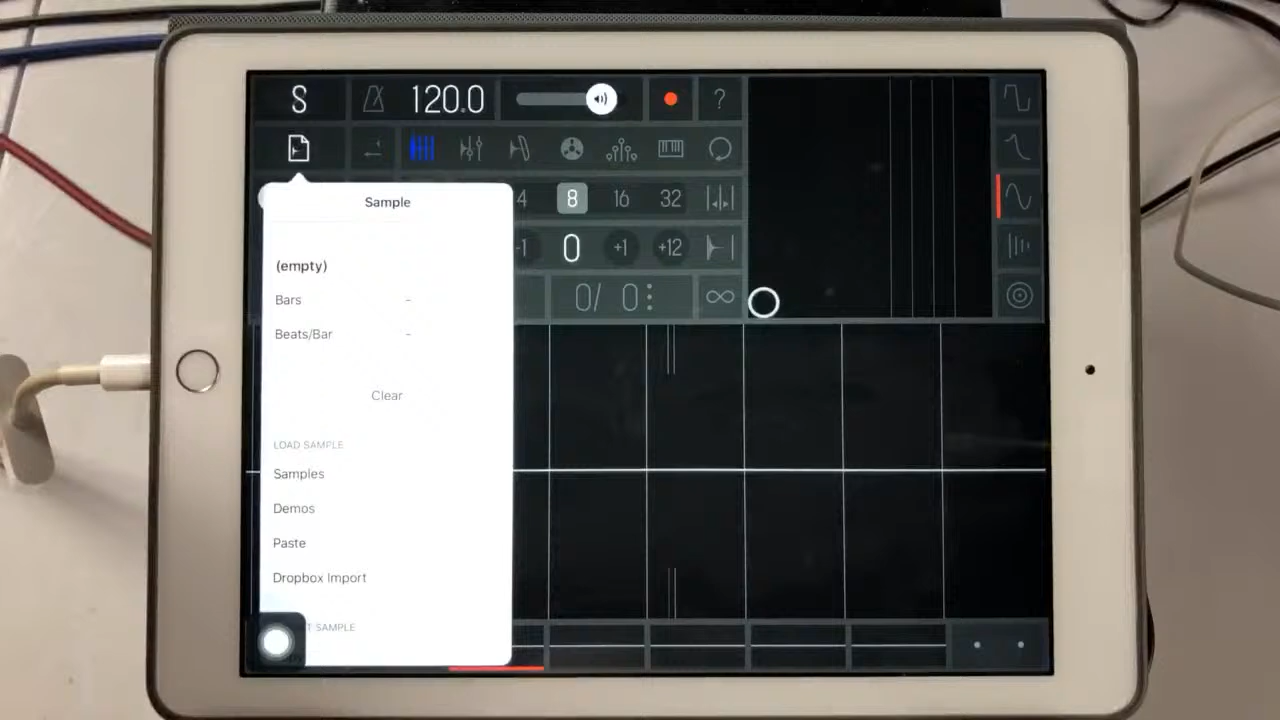 S 120.0 ?
Sample
4 8 16 32
-1 0 +1 +12
0/ 0
(empty)
Bars -
Beats/Bar -
Clear
LOAD SAMPLE
Samples
Demos
Paste
Dropbox Import
SAMPLE